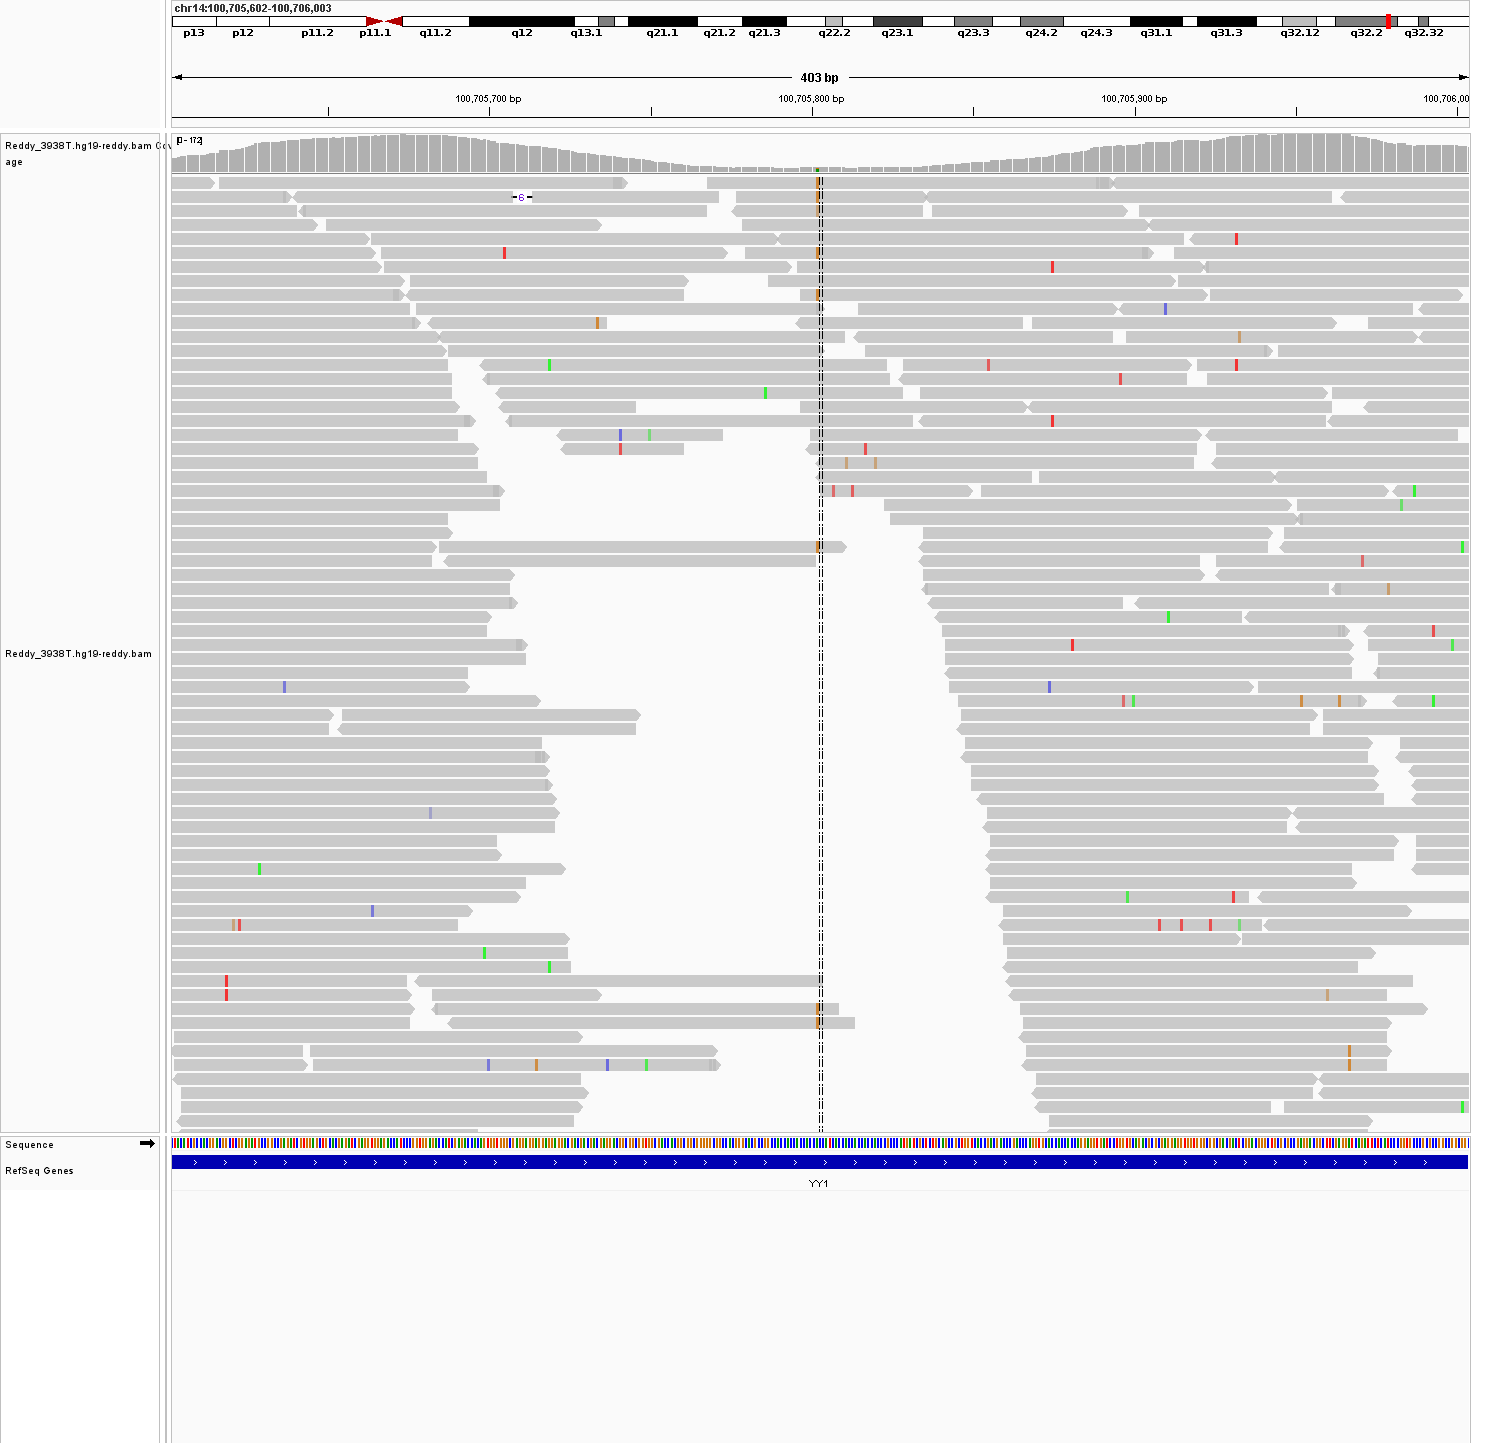 chr14:100,705,602-100,706,003
p13 p12 p11.2 p11.1 q11.2 q12 q13.1 q21.1 q21.2 q21.3 q22.2 q23.1 q23.3 q24.2 q24.3 q31.1 q31.3 q32.12 q32.2 q32.32
403 bp
100,705,700 bp 100,705,800 bp 100,705,900 bp 100,706,00
Reddy_3938T.hg19-reddy.bam Cov
age
[0 - 172]
6
Reddy_3938T.hg19-reddy.bam
Sequence
RefSeq Genes
YY1